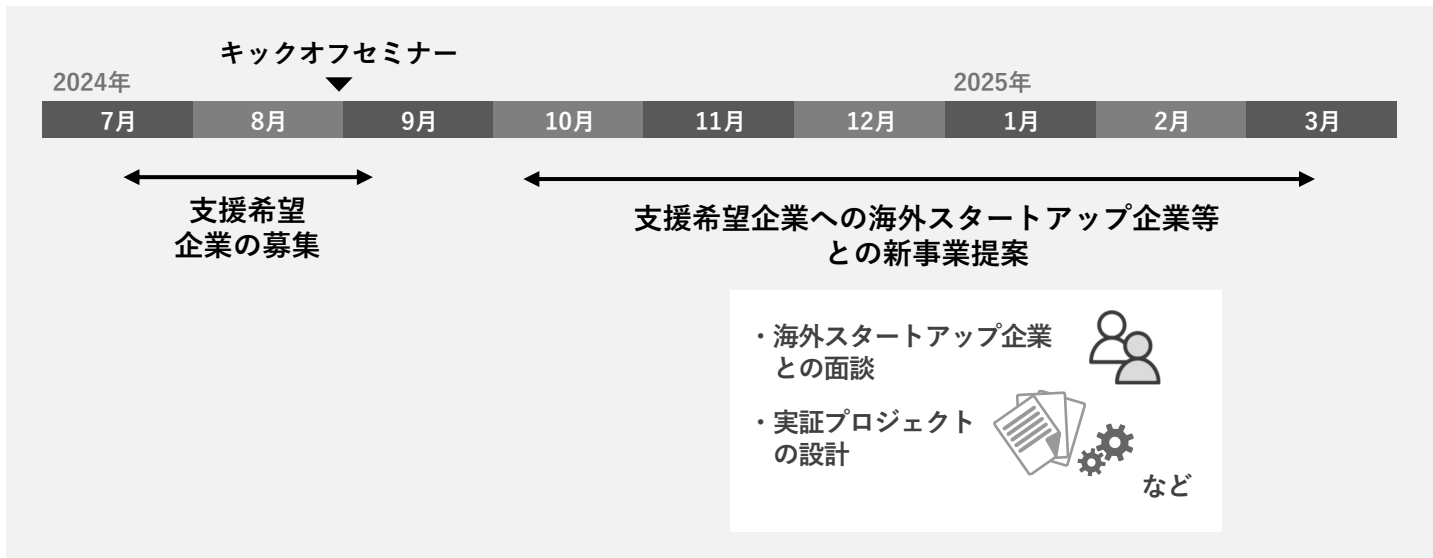 キックオフセミナー
2024年
2025年
7月
8月
9月
10月
11月
12月
1月
2月
3月
支援希望
企業の募集
支援希望企業への海外スタートアップ企業等
との新事業提案
・海外スタートアップ企業
との面談
・実証プロジェクト
の設計
など